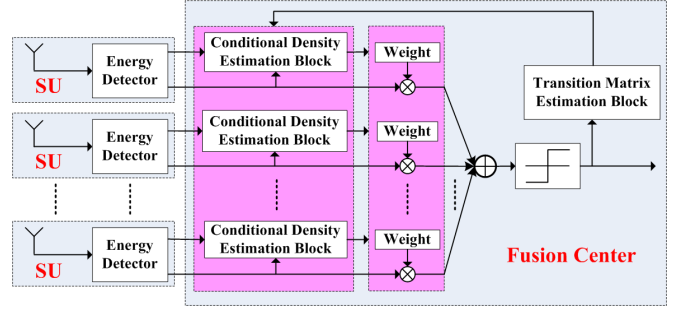 Energy
Detector
SU
Conditional Density
Estimation Block
Weight
Transition Matrix
Estimation Block
Energy
Detector
SU
Conditional Density
Estimation Block
Weight
Energy
Detector
SU
Conditional Density
Estimation Block
Weight
Fusion Center